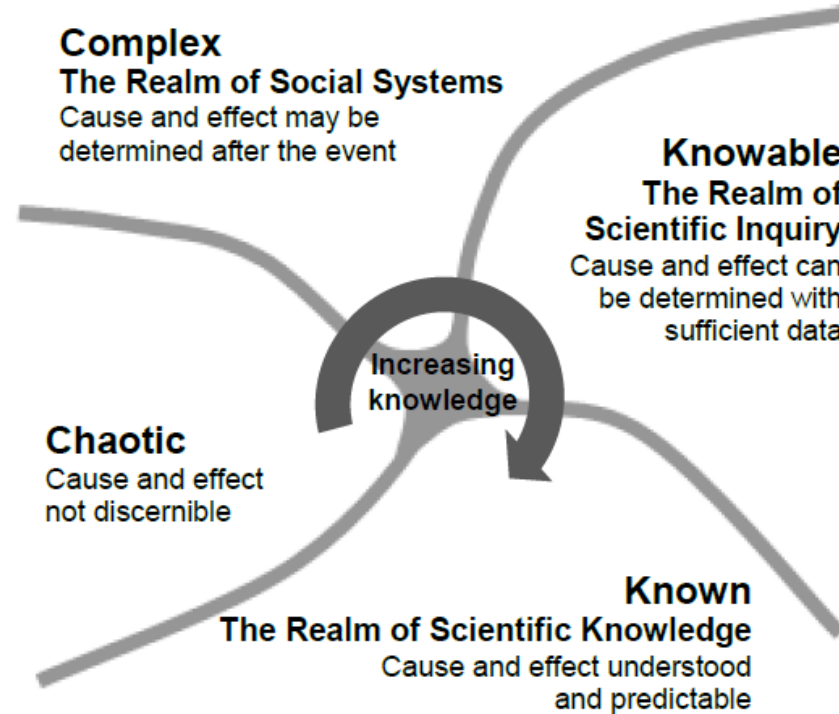 Complex
The Realm of Social Systems
Cause and effect may be
determined after the event
Knowable
The Realm of
Scientific Inquiry
Cause and effect can
be determined with
sufficient data
Increasing
knowledge
Chaotic
Cause and effect
not discernible
Known
The Realm of Scientific Knowledge
Cause and effect understood
and predictable